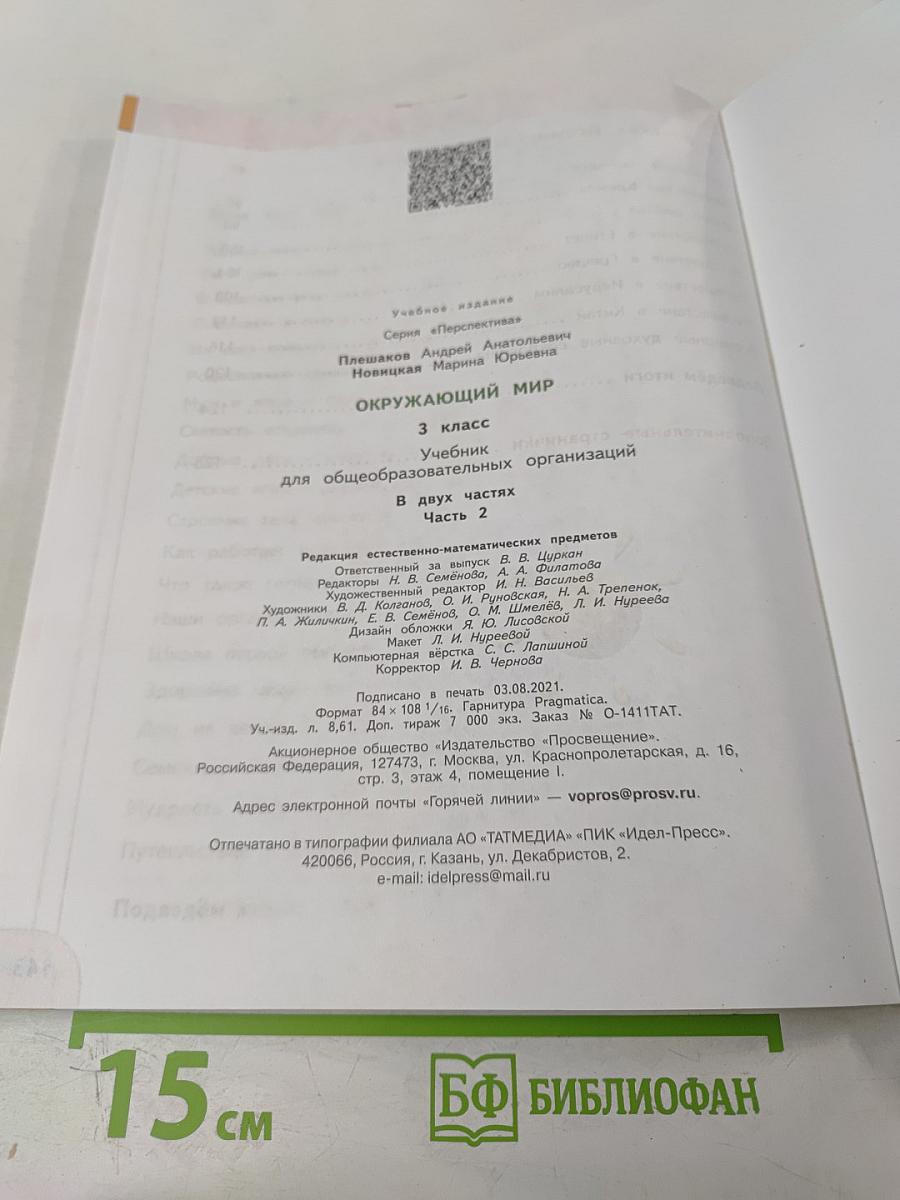 Учебное издание
Серия «Перспектива»
Плешаков Андрей Анатольевич
Новицкая Марина Юрьевна
ОКРУЖАЮЩИЙ МИР
3 класс
Учебник
для общеобразовательных организаций
В двух частях
Часть 2
Редакция естественно-математических предметов
Ответственный за выпуск В. В. Цуркан
Редакторы Н. В. Семёнова, А. А. Филатова
Художественный редактор И. Н. Васильев
Художники В. Д. Колганов, О. И. Руновская, Н. А. Трепенок,
П. А. Жиличкин, Е. В. Семёнов, О. М. Шмелёв, Л. И. Нуреева
Дизайн обложки Я. Ю. Лисовской
Макет Л. И. Нуреевой
Компьютерная вёрстка С. С. Лапшиной
Корректор И. В. Чернова
Подписано в печать 03.08.2021.
Формат 84 × 108 1/16. Гарнитура Pragmatica.
Уч.-изд. л. 8,61. Доп. тираж 7 000 экз. Заказ № О-1411ТАТ.
Акционерное общество «Издательство «Просвещение».
Российская Федерация, 127473, г. Москва, ул. Краснопролетарская, д. 16,
стр. 3, этаж 4, помещение I.
Адрес электронной почты «Горячей линии» — vopros@prosv.ru.
Отпечатано в типографии филиала АО «ТАТМЕДИА» «ПИК «Идел-Пресс».
420066, Россия, г. Казань, ул. Декабристов, 2.
e-mail: idelpress@mail.ru
Подведём
15 см
БФ БИБЛИОФАН